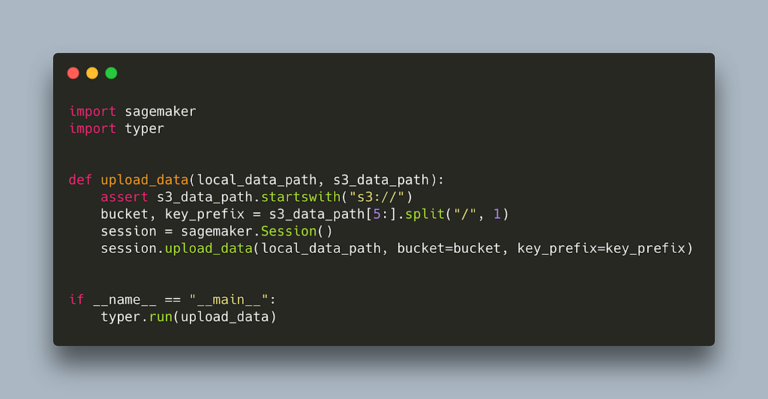 import sagemaker
import typer
def upload_data(local_data_path, s3_data_path):
    assert s3_data_path.startswith("s3://")
    bucket, key_prefix = s3_data_path[5:].split("/", 1)
    session = sagemaker.Session()
    session.upload_data(local_data_path, bucket=bucket, key_prefix=key_prefix)
if __name__ == "__main__":
    typer.run(upload_data)